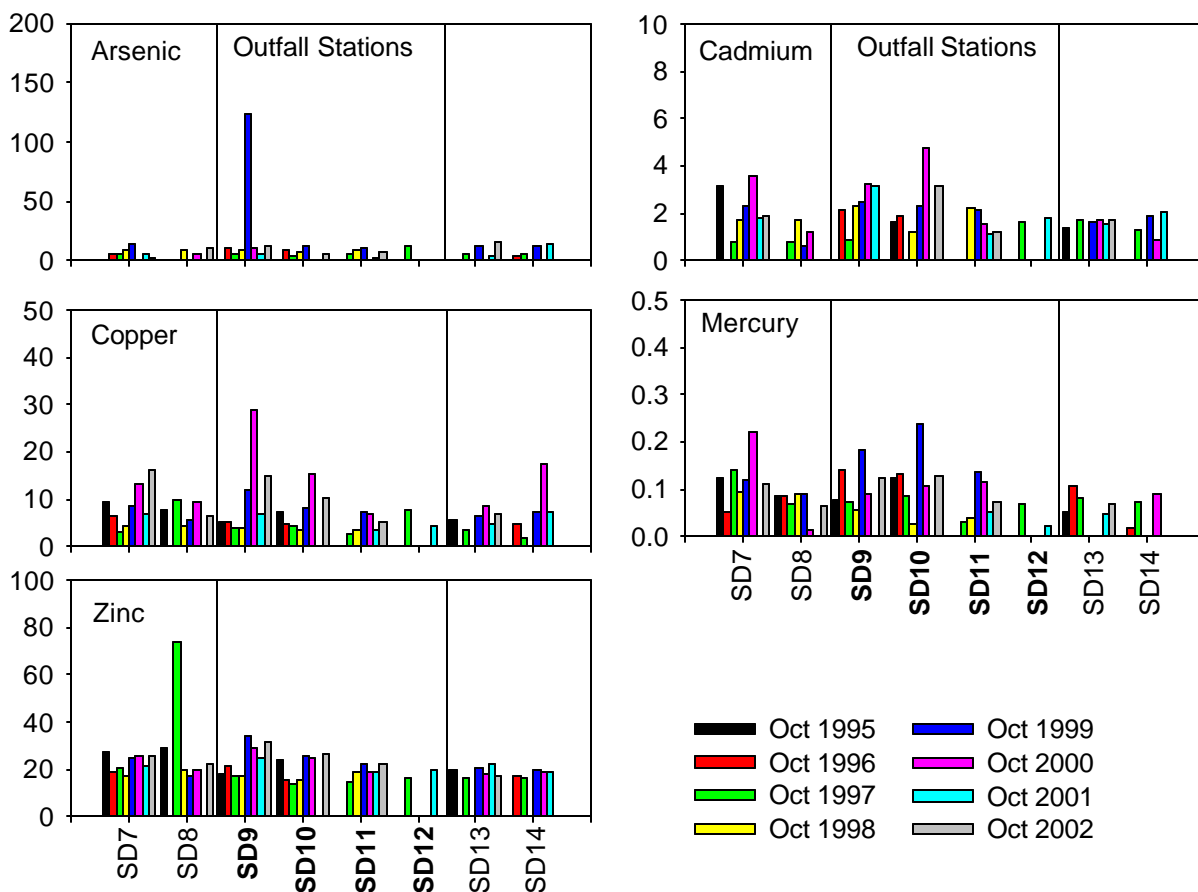 200
150
100
50
0
Arsenic
Outfall Stations
10
8
6
4
2
0
Cadmium
Outfall Stations
50
40
30
20
10
0
Copper
0.5
0.4
0.3
0.2
0.1
0.0
Mercury
SD7
SD8
SD9
SD10
SD11
SD12
SD13
SD14
100
80
60
40
20
0
Zinc
SD7
SD8
SD9
SD10
SD11
SD12
SD13
SD14
Oct 1995
Oct 1996
Oct 1997
Oct 1998
Oct 1999
Oct 2000
Oct 2001
Oct 2002